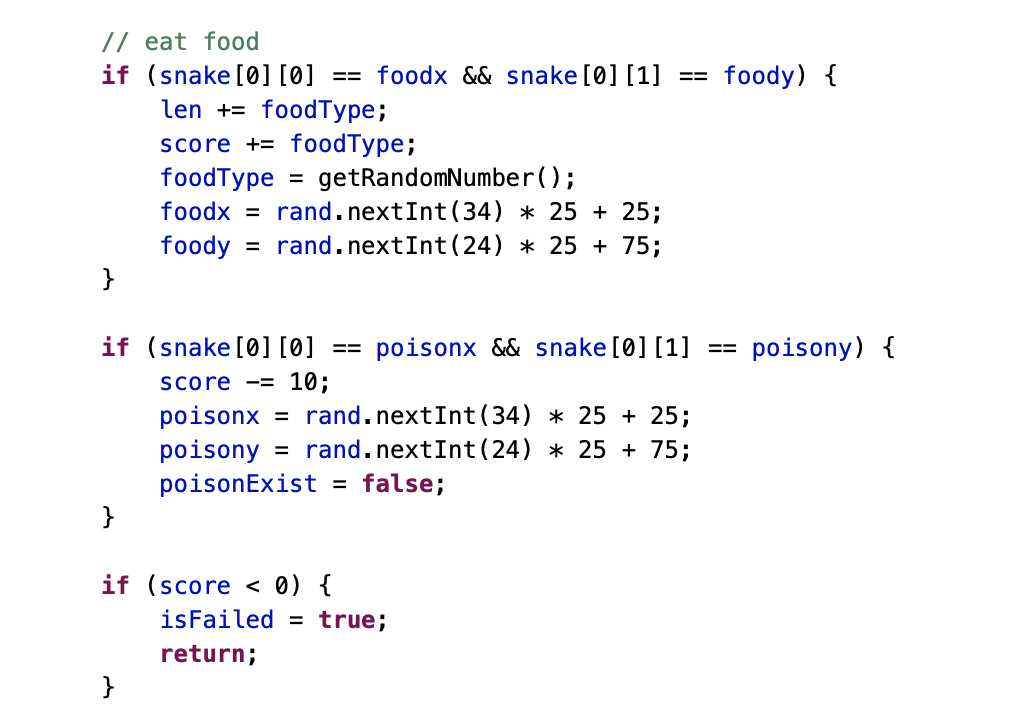 // eat food
if (snake[0][0] == foodx && snake[0][1] == foody) {
    len += foodType;
    score += foodType;
    foodType = getRandomNumber();
    foodx = rand.nextInt(34) * 25 + 25;
    foody = rand.nextInt(24) * 25 + 75;
}

if (snake[0][0] == poisonx && snake[0][1] == poisony) {
    score -= 10;
    poisonx = rand.nextInt(34) * 25 + 25;
    poisony = rand.nextInt(24) * 25 + 75;
    poisonExist = false;
}

if (score < 0) {
    isFailed = true;
    return;
}